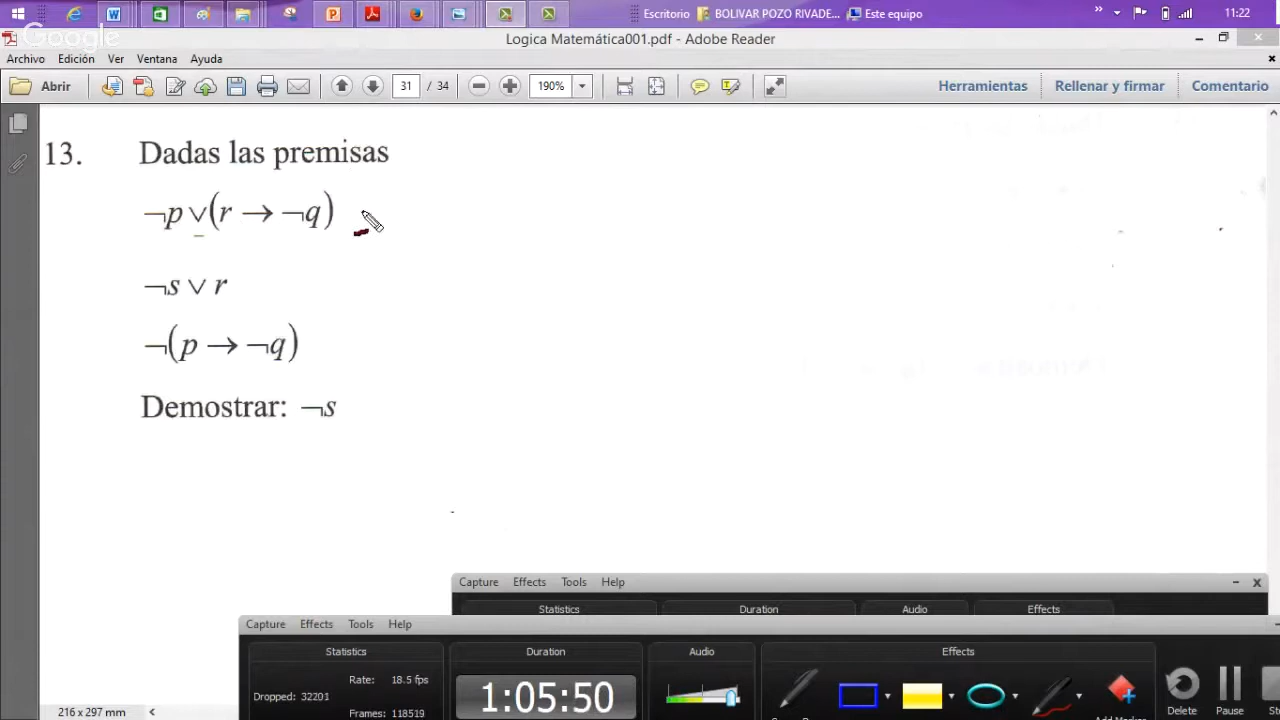 Escritorio
BOLIVAR POZO RIVADE...
Este equipo
11:22
Google
Logica Matemática001.pdf - Adobe Reader
Archivo Edición Ver Ventana Ayuda
Abrir
31 / 34
190%
Herramientas Rellenar y firmar Comentario
13. Dadas las premisas
¬p ∨ (r → ¬q)
¬s ∨ r
¬(p → ¬q)
Demostrar: ¬s
Capture Effects Tools Help
Statistics Duration Audio Effects
Capture Effects Tools Help
Statistics Duration Audio Effects
Rate: 18.5 fps
Dropped: 32201
Frames: 118519
1:05:50
Delete
Pause
216 x 297 mm